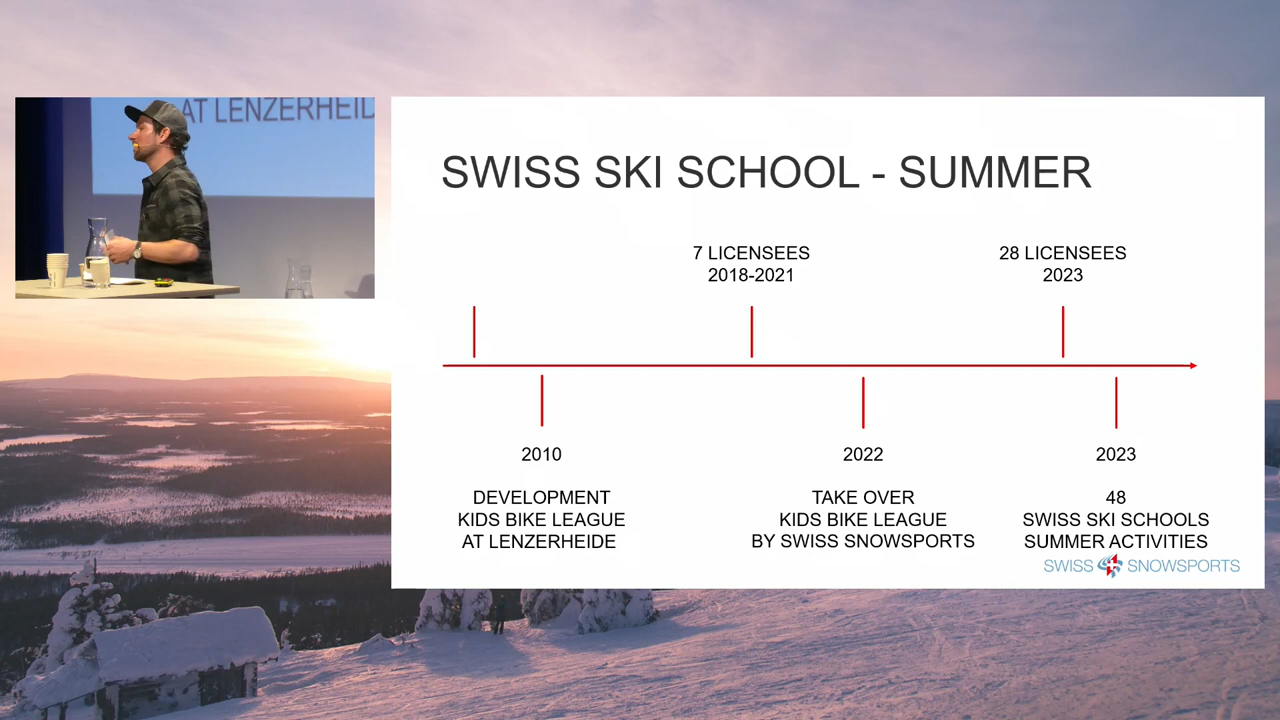 AT LENZERHEID
SWISS SKI SCHOOL - SUMMER
7 LICENSEES
2018-2021
28 LICENSEES
2023
2010
DEVELOPMENT
KIDS BIKE LEAGUE
AT LENZERHEIDE
2022
TAKE OVER
KIDS BIKE LEAGUE
BY SWISS SNOWSPORTS
2023
48
SWISS SKI SCHOOLS
SUMMER ACTIVITIES
SWISS SNOWSPORTS